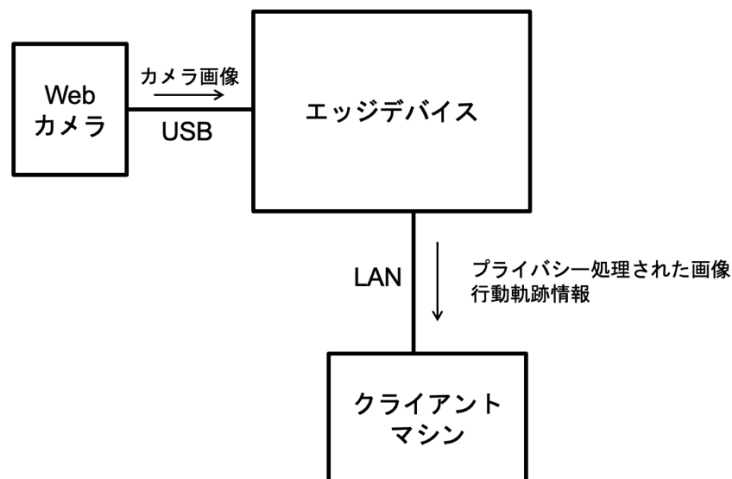 Web
カメラ
カメラ画像
USB
エッジデバイス
LAN
プライバシー処理された画像
行動軌跡情報
クライアント
マシン